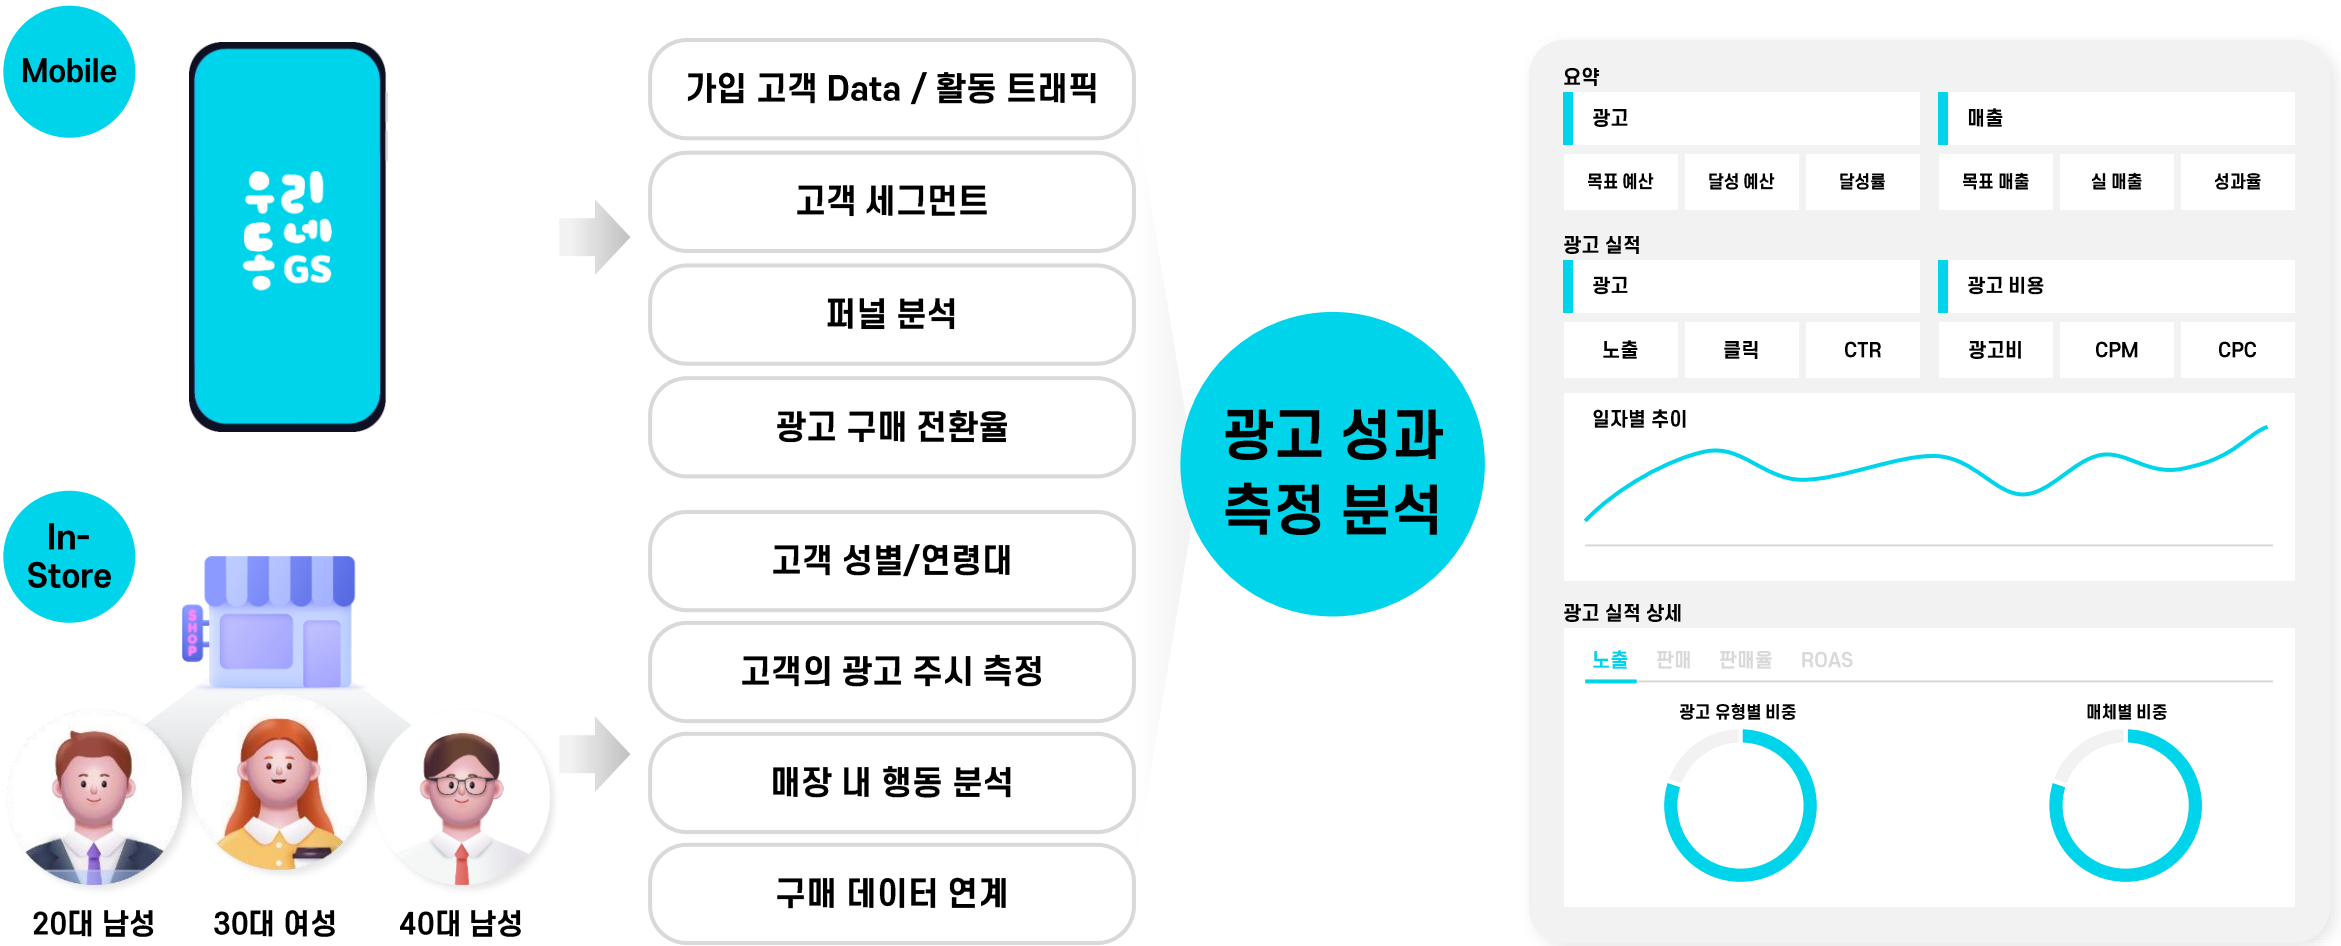 Mobile
우리
동네
GS
가입 고객 Data / 활동 트래픽
고객 세그먼트
퍼널 분석
광고 구매 전환율
In-
Store
SHOP
20대 남성
30대 여성
40대 남성
고객 성별/연령대
고객의 광고 주시 측정
매장 내 행동 분석
구매 데이터 연계
광고 성과
측정 분석
요약
광고
매출
목표 예산
달성 예산
달성률
목표 매출
실 매출
성과율
광고 실적
광고
광고 비용
노출
클릭
CTR
광고비
CPM
CPC
일자별 추이
광고 실적 상세
노출 판매 판매율 ROAS
광고 유형별 비중
매체별 비중